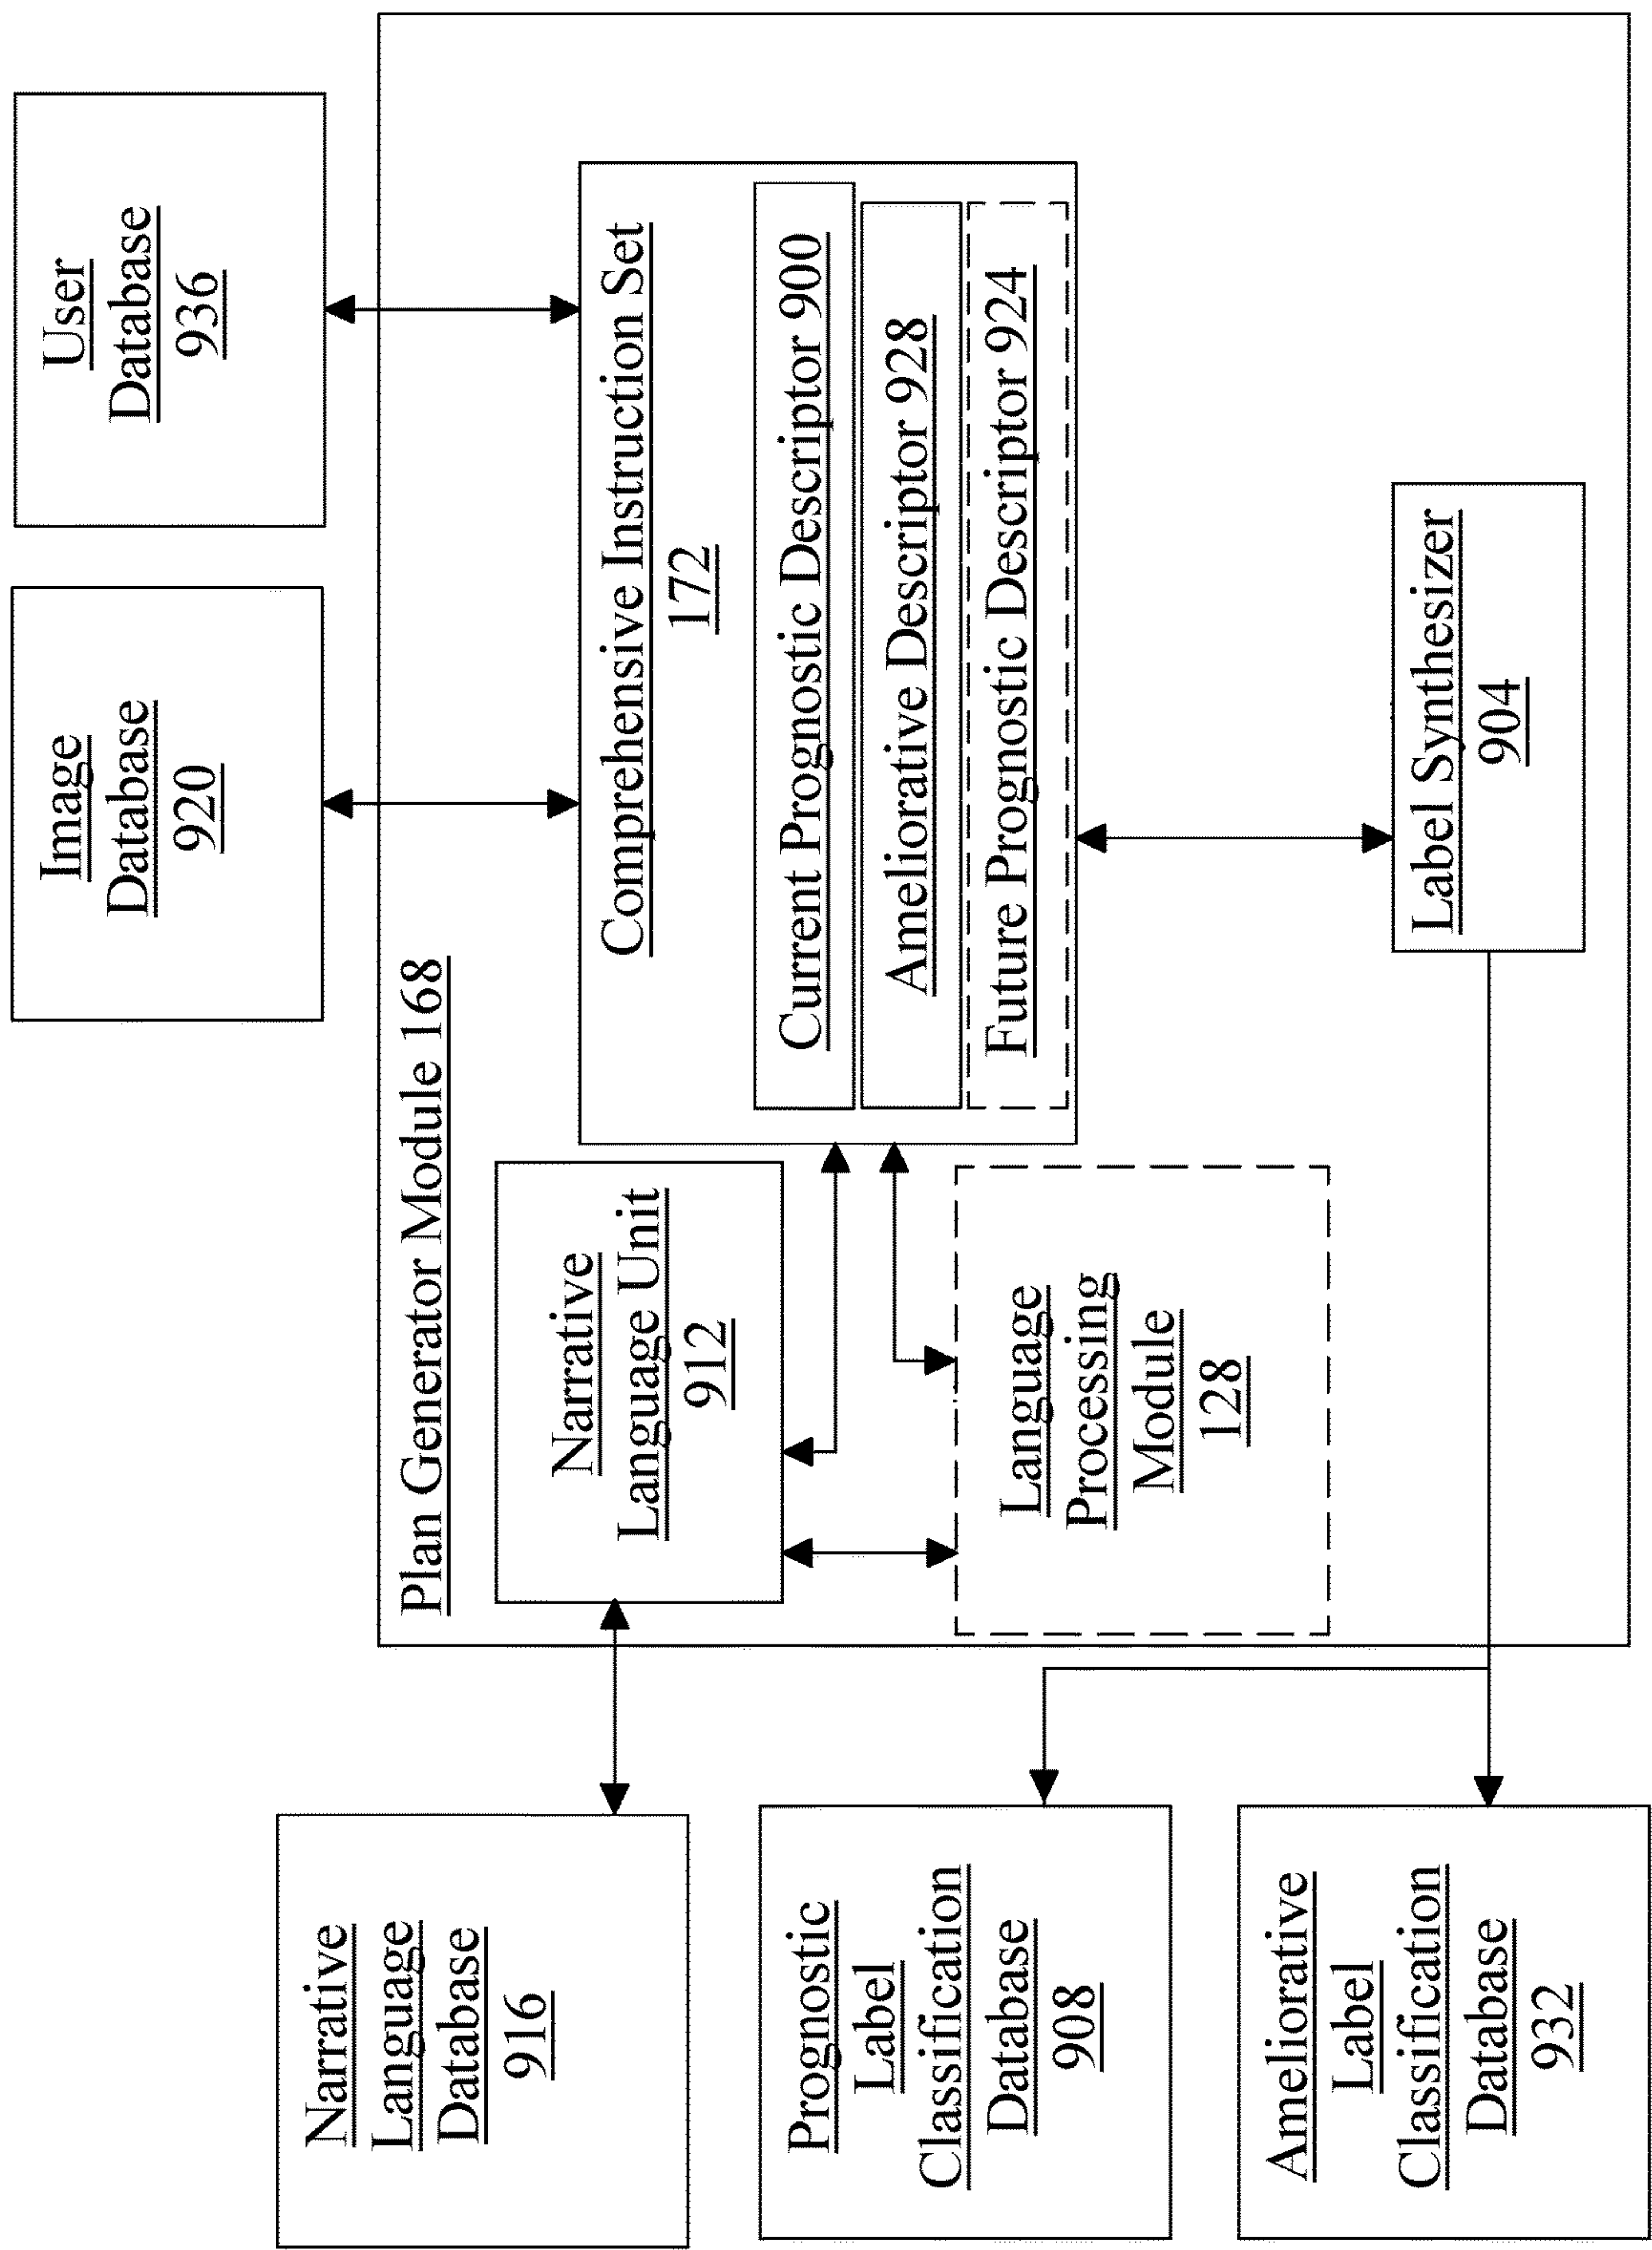 User
Database
936
Image
Database
920
Plan Generator Module 168
Comprehensive Instruction Set
172
Current Prognostic Descriptor 900
Ameliorative Descriptor 928
Future Prognostic Descriptor 924
Narrative
Language Unit
912
Language
Processing
Module
128
Label Synthesizer
904
Narrative
Language
Database
916
Prognostic
Label
Classification
Database
908
Ameliorative
Label
Classification
Database
932